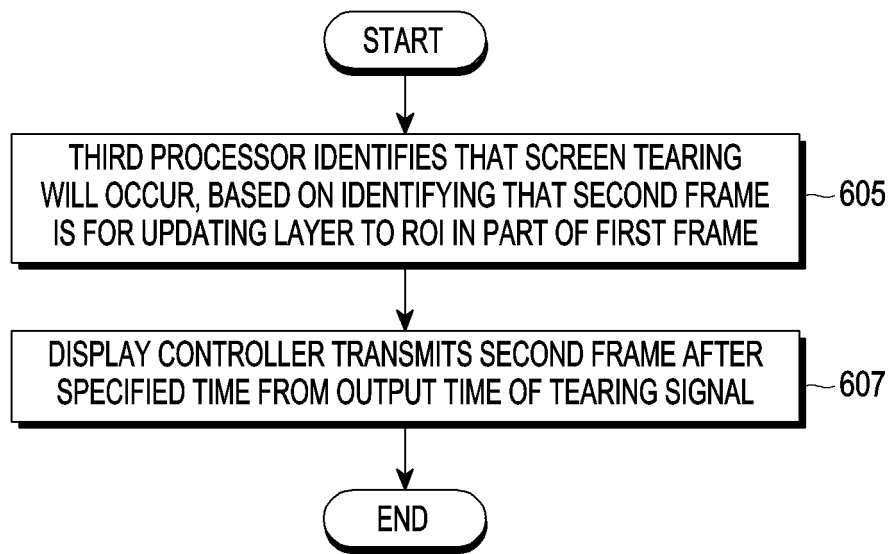 START
THIRD PROCESSOR IDENTIFIES THAT SCREEN TEARING
WILL OCCUR, BASED ON IDENTIFYING THAT SECOND FRAME
IS FOR UPDATING LAYER TO ROI IN PART OF FIRST FRAME
605
DISPLAY CONTROLLER TRANSMITS SECOND FRAME AFTER
SPECIFIED TIME FROM OUTPUT TIME OF TEARING SIGNAL
607
END